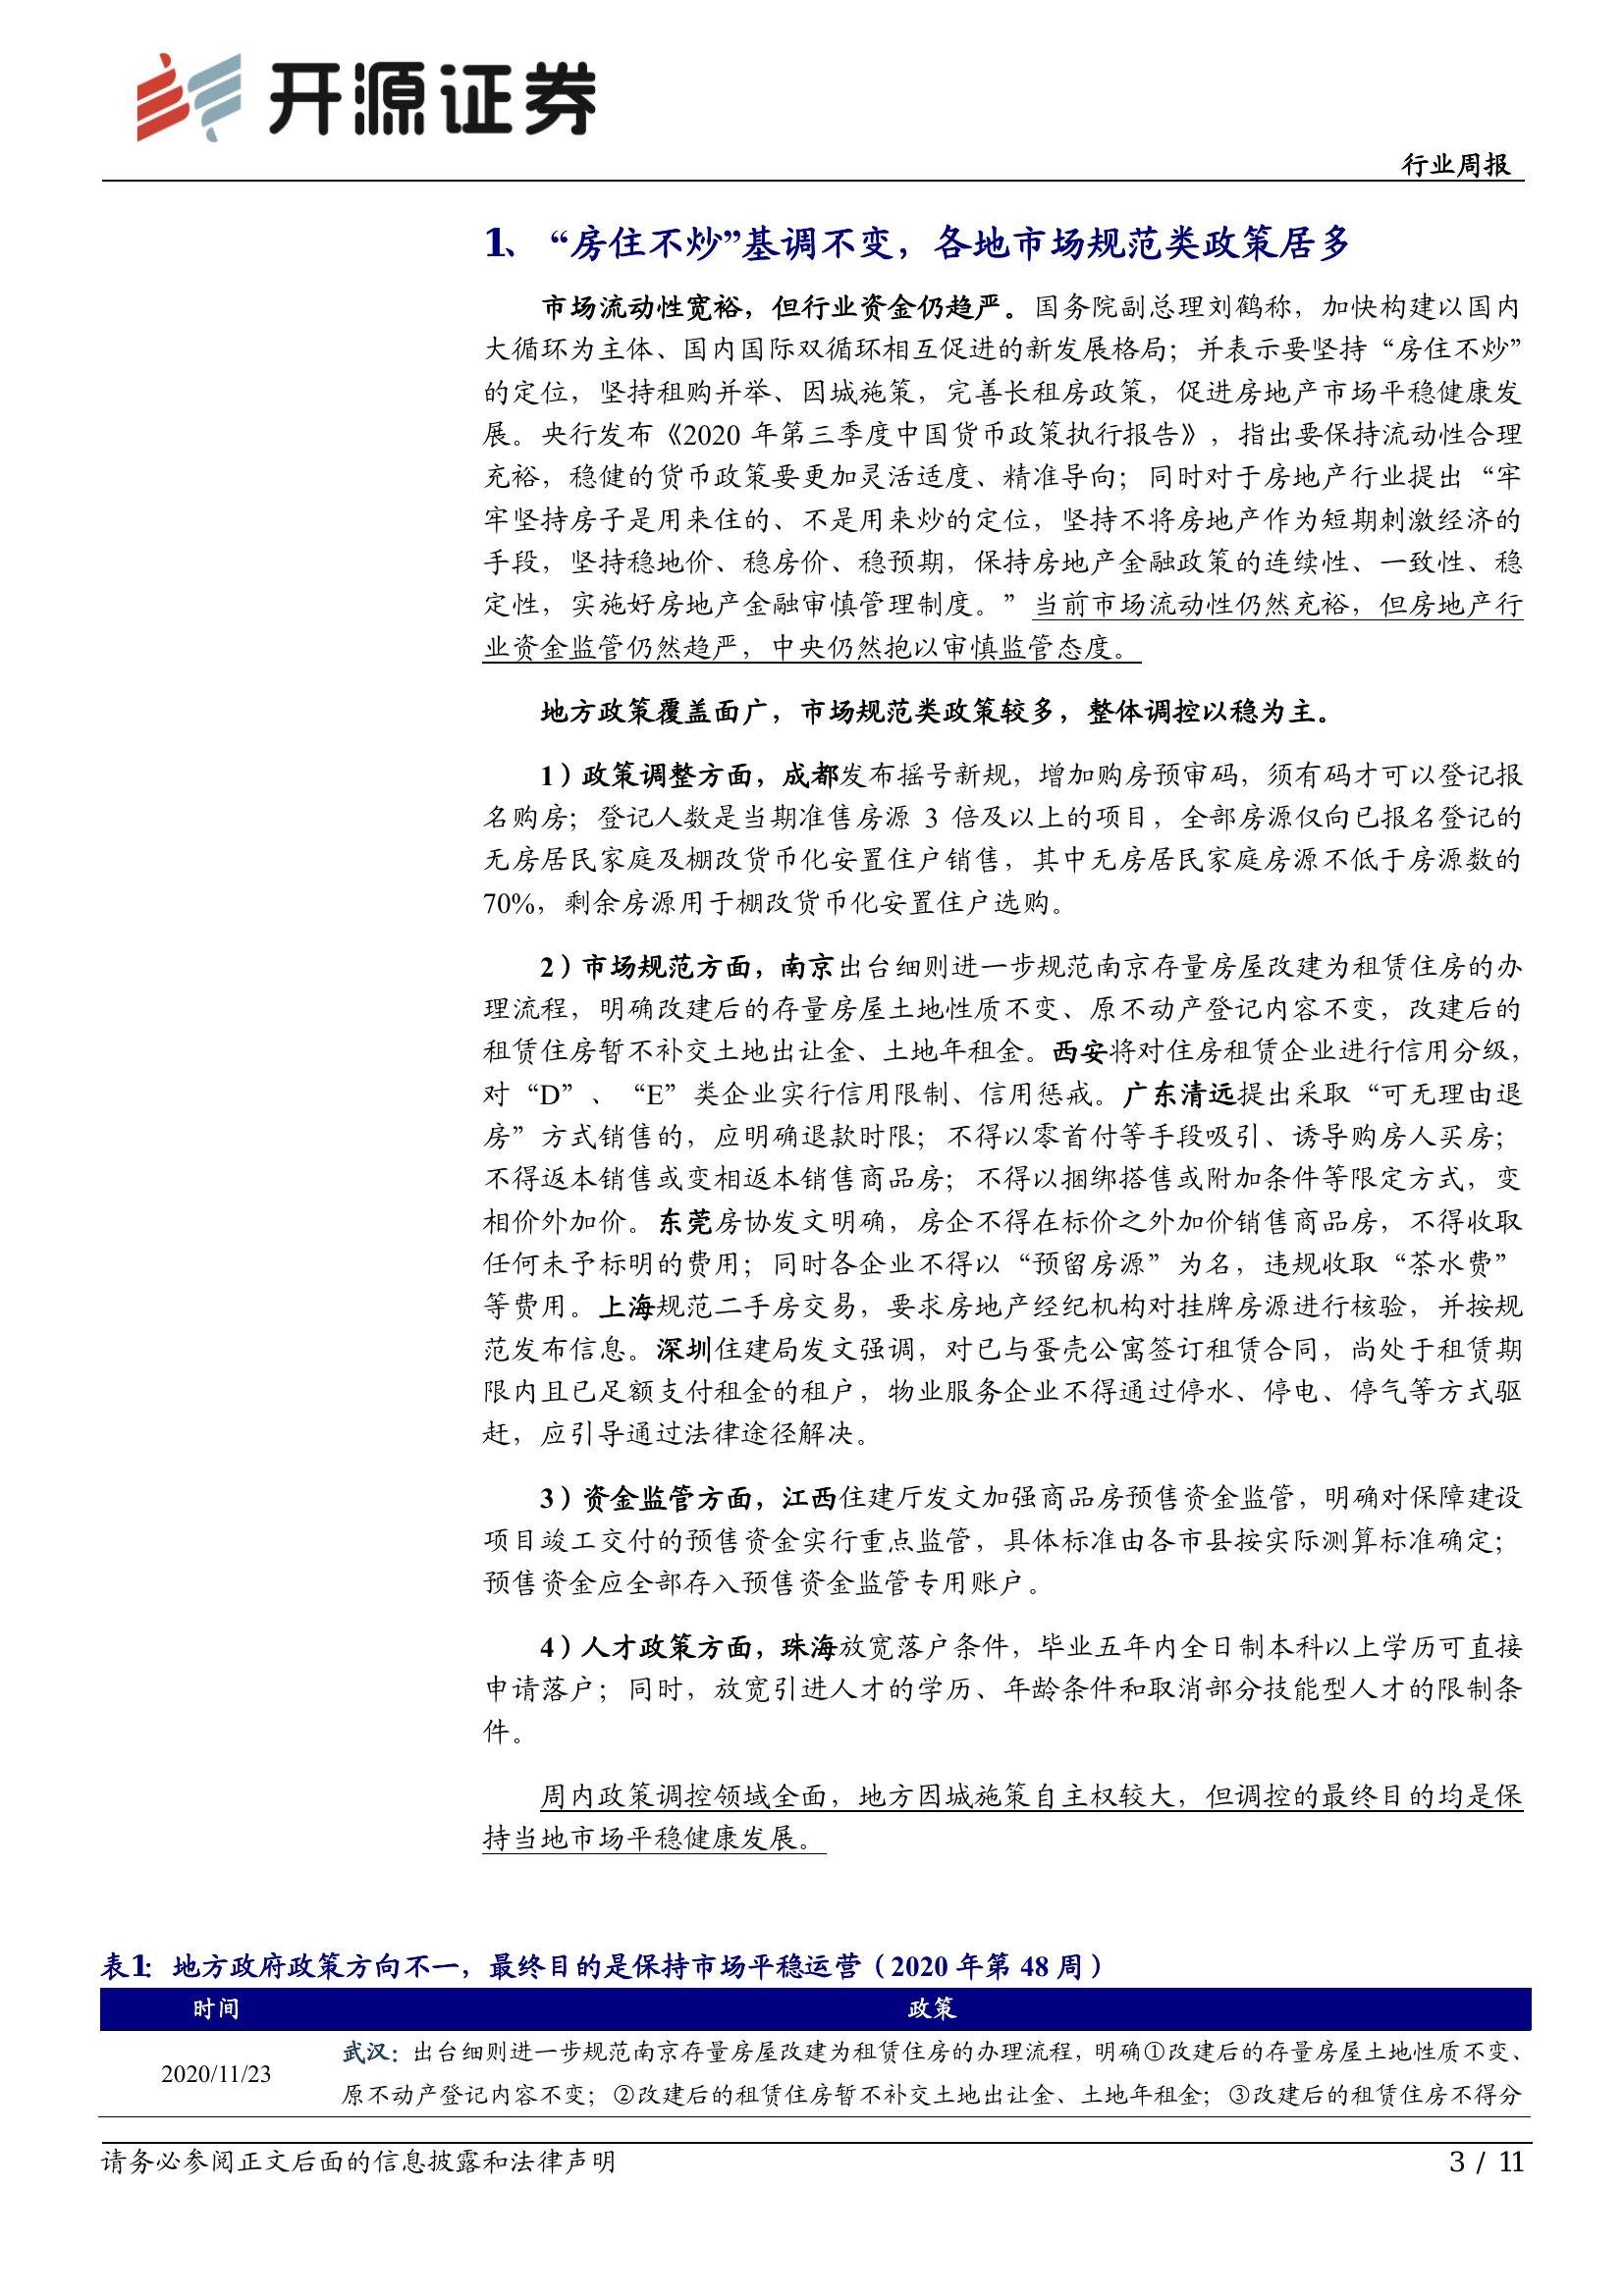 开源证券
行业周报
1、 “房住不炒”基调不变，各地市场规范类政策居多
市场流动性宽裕，但行业资金仍趋严。国务院副总理刘鹤称，加快构建以国内
大循环为主体、国内国际双循环相互促进的新发展格局；并表示要坚持“房住不炒”
的定位，坚持租购并举、因城施策，完善长租房政策，促进房地产市场平稳健康发
展。央行发布《2020 年第三季度中国货币政策执行报告》，指出要保持流动性合理
充裕，稳健的货币政策要更加灵活适度、精准导向；同时对于房地产行业提出“牢
牢坚持房子是用来住的、不是用来炒的定位，坚持不将房地产作为短期刺激经济的
手段，坚持稳地价、稳房价、稳预期，保持房地产金融政策的连续性、一致性、稳
定性，实施好房地产金融审慎管理制度。”当前市场流动性仍然充裕，但房地产行
业资金监管仍然趋严，中央仍然抱以审慎监管态度。
地方政策覆盖面广，市场规范类政策较多，整体调控以稳为主。
1）政策调整方面，成都发布摇号新规，增加购房预审码，须有码才可以登记报
名购房；登记人数是当期准售房源 3 倍及以上的项目，全部房源仅向已报名登记的
无房居民家庭及棚改货币化安置住户销售，其中无房居民家庭房源不低于房源数的
70%，剩余房源用于棚改货币化安置住户选购。
2）市场规范方面，南京出台细则进一步规范南京存量房屋改建为租赁住房的办
理流程，明确改建后的存量房屋土地性质不变、原不动产登记内容不变，改建后的
租赁住房暂不补交土地出让金、土地年租金。西安将对住房租赁企业进行信用分级，
对“D”、“E”类企业实行信用限制、信用惩戒。广东清远提出采取“可无理由退
房”方式销售的，应明确退款时限；不得以零首付等手段吸引、诱导购房人买房；
不得返本销售或变相返本销售商品房；不得以捆绑搭售或附加条件等限定方式，变
相价外加价。东莞房协发文明确，房企不得在标价之外加价销售商品房，不得收取
任何未予标明的费用；同时各企业不得以“预留房源”为名，违规收取“茶水费”
等费用。上海规范二手房交易，要求房地产经纪机构对挂牌房源进行核验，并按规
范发布信息。深圳住建局发文强调，对已与蛋壳公寓签订租赁合同，尚处于租赁期
限内且已足额支付租金的租户，物业服务企业不得通过停水、停电、停气等方式驱
赶，应引导通过法律途径解决。
3）资金监管方面，江西住建厅发文加强商品房预售资金监管，明确对保障建设
项目竣工交付的预售资金实行重点监管，具体标准由各市县按实际测算标准确定；
预售资金应全部存入预售资金监管专用账户。
4）人才政策方面，珠海放宽落户条件，毕业五年内全日制本科以上学历可直接
申请落户；同时，放宽引进人才的学历、年龄条件和取消部分技能型人才的限制条
件。
周内政策调控领域全面，地方因城施策自主权较大，但调控的最终目的均是保
持当地市场平稳健康发展。
表1： 地方政府政策方向不一，最终目的是保持市场平稳运营（2020 年第 48 周）
时间 政策
武汉：出台细则进一步规范南京存量房屋改建为租赁住房的办理流程，明确①改建后的存量房屋土地性质不变、
2020/11/23
原不动产登记内容不变；②改建后的租赁住房暂不补交土地出让金、土地年租金；③改建后的租赁住房不得分
请务必参阅正文后面的信息披露和法律声明 3 / 11